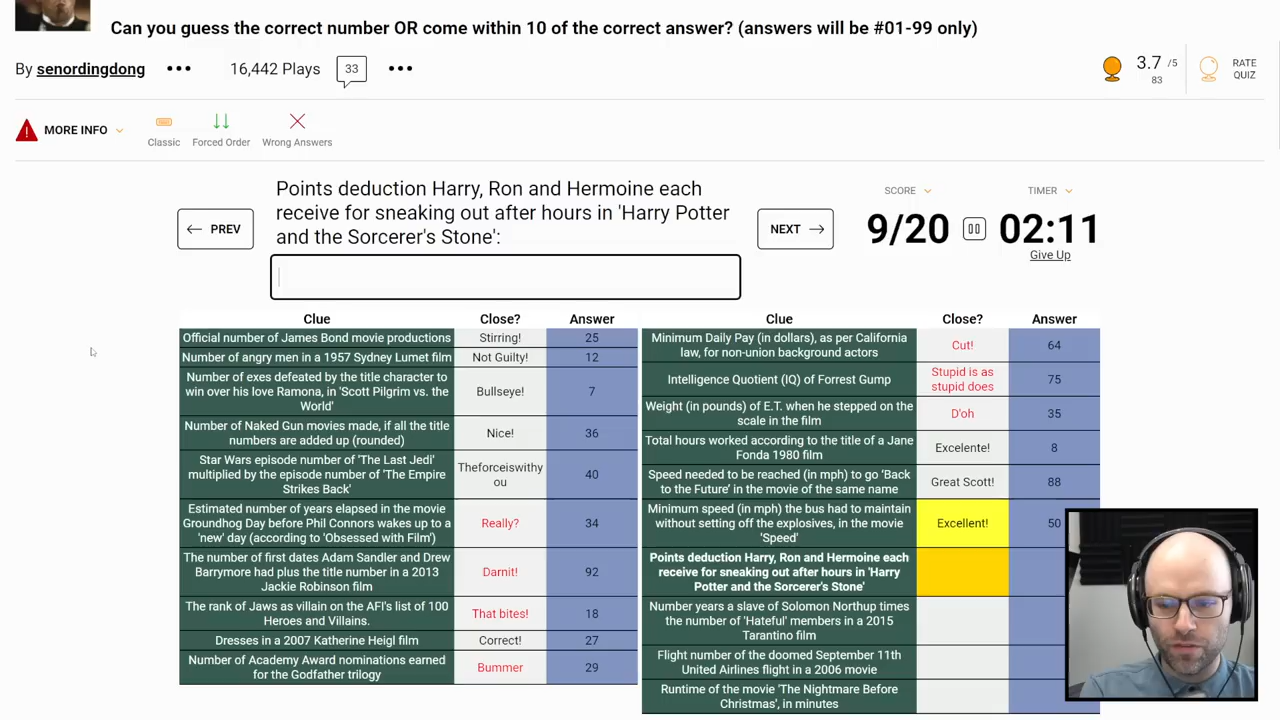 Can you guess the correct number OR come within 10 of the correct answer? (answers will be #01-99 only)
By senordingdong ••• 16,442 Plays 33 •••
3.7 /5
83
RATE
QUIZ
MORE INFO
Classic
Forced Order
Wrong Answers
← PREV
Points deduction Harry, Ron and Hermoine each
receive for sneaking out after hours in 'Harry Potter
and the Sorcerer's Stone':
NEXT →
SCORE
9/20
TIMER
02:11
Give Up
Clue Close? Answer
Official number of James Bond movie productions Stirring! 25
Number of angry men in a 1957 Sydney Lumet film Not Guilty! 12
Number of exes defeated by the title character to
win over his love Ramona, in 'Scott Pilgrim vs. the
World'
Bullseye! 7
Number of Naked Gun movies made, if all the title
numbers are added up (rounded)
Nice! 36
Star Wars episode number of 'The Last Jedi'
multiplied by the episode number of 'The Empire
Strikes Back'
Theforceiswithy
ou
40
Estimated number of years elapsed in the movie
Groundhog Day before Phil Connors wakes up to a
'new' day (according to 'Obsessed with Film')
Really? 34
The number of first dates Adam Sandler and Drew
Barrymore had plus the title number in a 2013
Jackie Robinson film
Darnit! 92
The rank of Jaws as villain on the AFI's list of 100
Heroes and Villains.
That bites! 18
Dresses in a 2007 Katherine Heigl film Correct! 27
Number of Academy Award nominations earned
for the Godfather trilogy
Bummer 29
Clue Close? Answer
Minimum Daily Pay (in dollars), as per California
law, for non-union background actors
Cut! 64
Intelligence Quotient (IQ) of Forrest Gump
Stupid is as
stupid does
75
Weight (in pounds) of E.T. when he stepped on the
scale in the film
D'oh 35
Total hours worked according to the title of a Jane
Fonda 1980 film
Excelente! 8
Speed needed to be reached (in mph) to go 'Back
to the Future' in the movie of the same name
Great Scott! 88
Minimum speed (in mph) the bus had to maintain
without setting off the explosives, in the movie
'Speed'
Excellent! 50
Points deduction Harry, Ron and Hermoine each
receive for sneaking out after hours in 'Harry
Potter and the Sorcerer's Stone'
Number years a slave of Solomon Northup times
the number of 'Hateful' members in a 2015
Tarantino film
Flight number of the doomed September 11th
United Airlines flight in a 2006 movie
Runtime of the movie 'The Nightmare Before
Christmas', in minutes